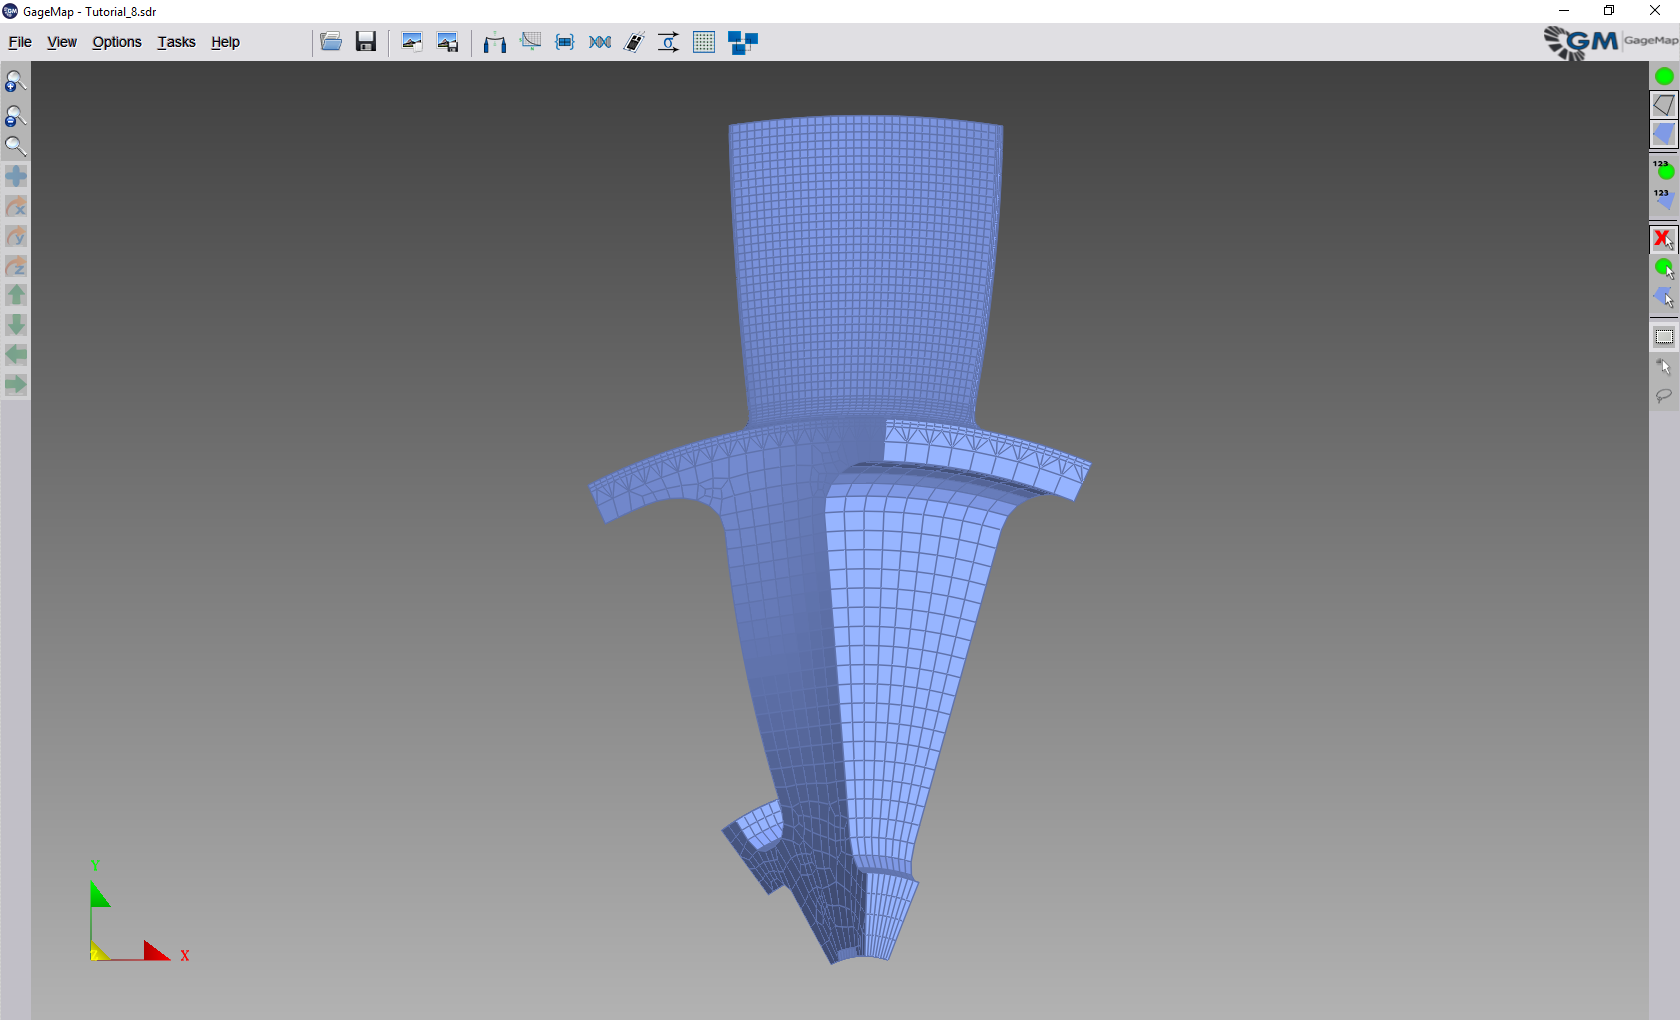 GageMap - Tutorial_8.sdr
File View Options Tasks Help
GM GageMap
x
y
z
123
123
X
σ
Y
X